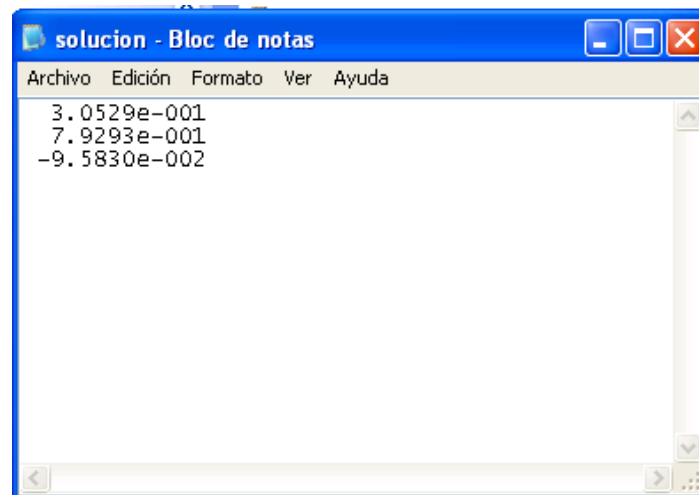 solucion - Bloc de notas
Archivo Edición Formato Ver Ayuda
3.0529e-001
7.9293e-001
-9.5830e-002